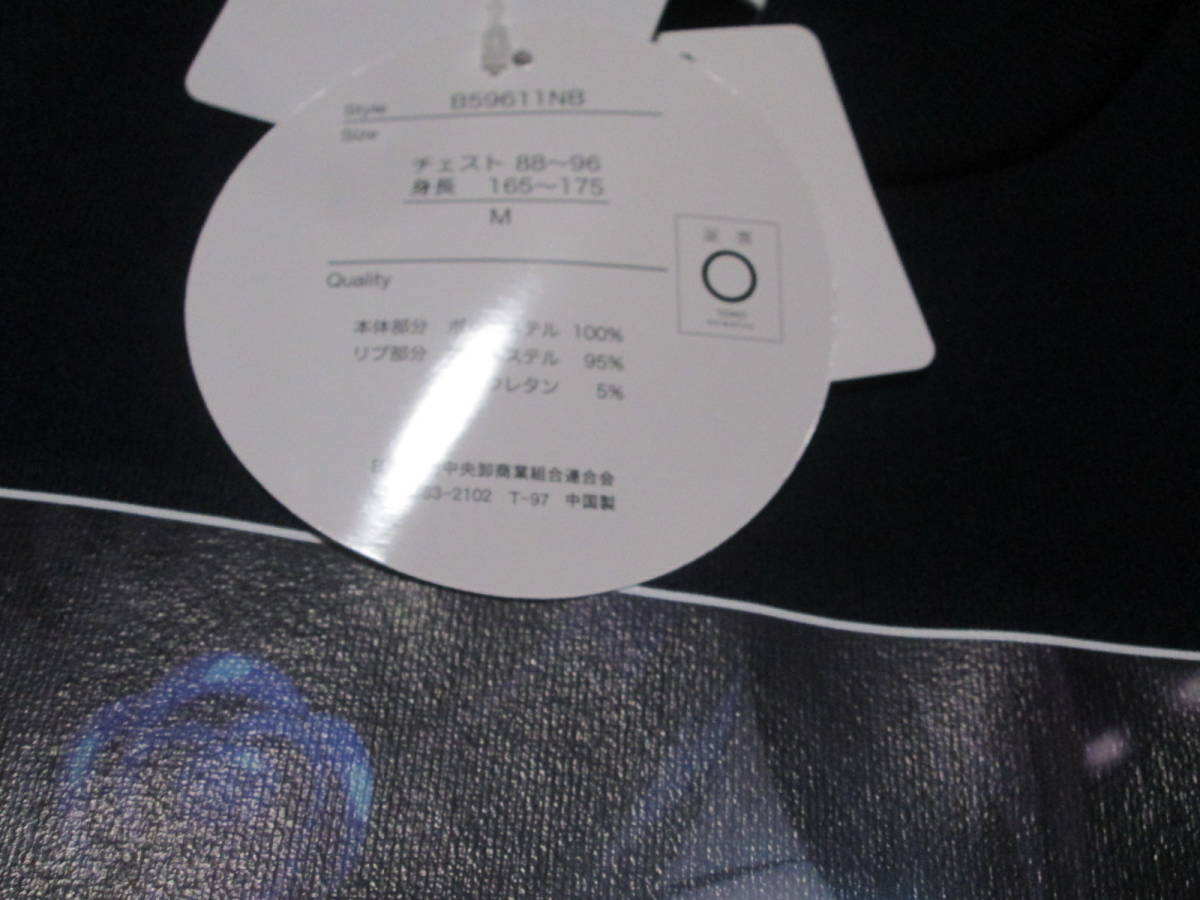 Style B59611NB
Size
チェスト 88〜96
身長 165〜175
M
Quality
本体部分 ポ テル 100%
リブ部分 ステル 95%
ウレタン 5%
中央卸商業組合連合会
33-2102 T-97 中国製